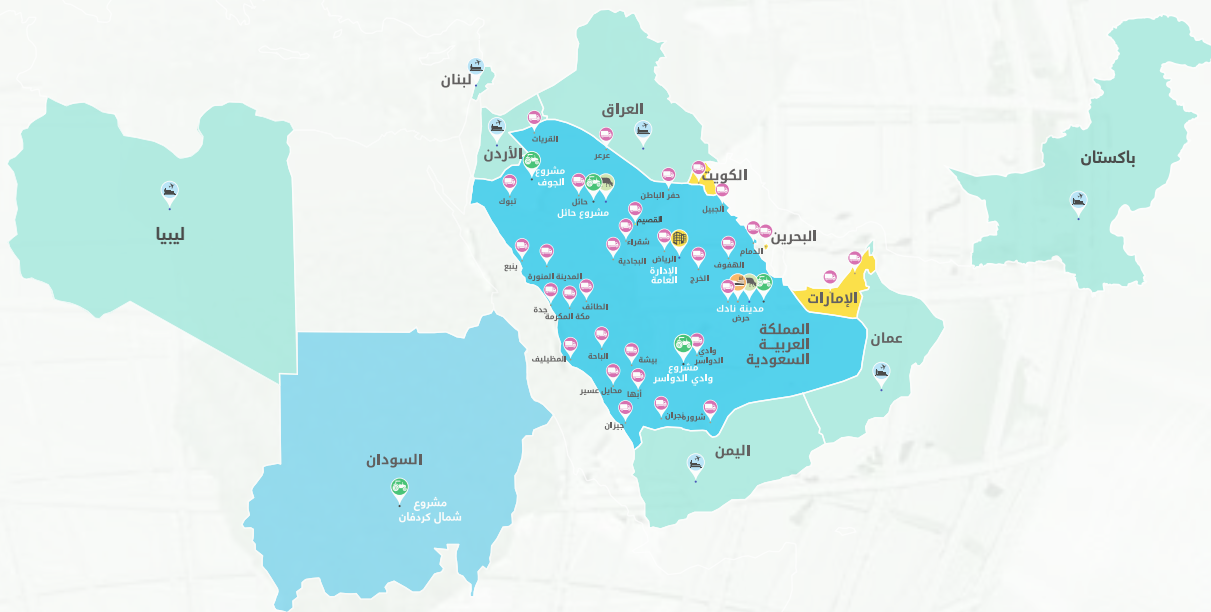 لبنان
العراق
القريات
عرعر
الأردن
باكستان
مشروع
الجوف
الكويت
تبوك
حائل
مشروع حائل
حفر الباطن
الجبيل
القصيم
ليبيا
شقراء
البحرين
الدمام
الرياض
البجادية
الهفوف
ينبع
الإدارة
العامة
الخرج
المدينة المنورة
الإمارات
الطائف
جدة
مكة المكرمة
مدينة نادك
حرض
المملكة
العربيــة
السعودية
عمان
وادي
الدواسر
المظيليف
الباحة
بيشة
مشروع
وادي الدواسر
محايل عسير
أبها
جيزان
نجران
شرورة
اليمن
السودان
مشروع
شمال كردفان